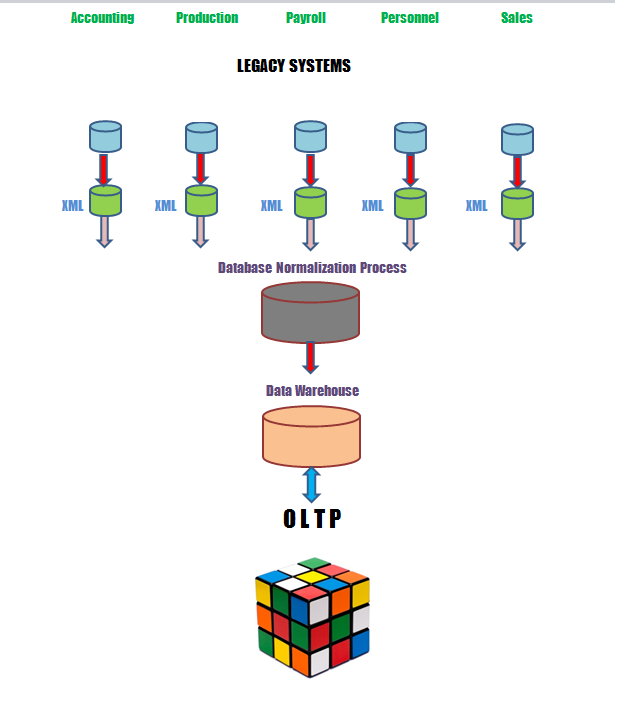 Accounting Production Payroll Personnel Sales
LEGACY SYSTEMS
XML XML XML XML XML
Database Normalization Process
Data Warehouse
OLTP